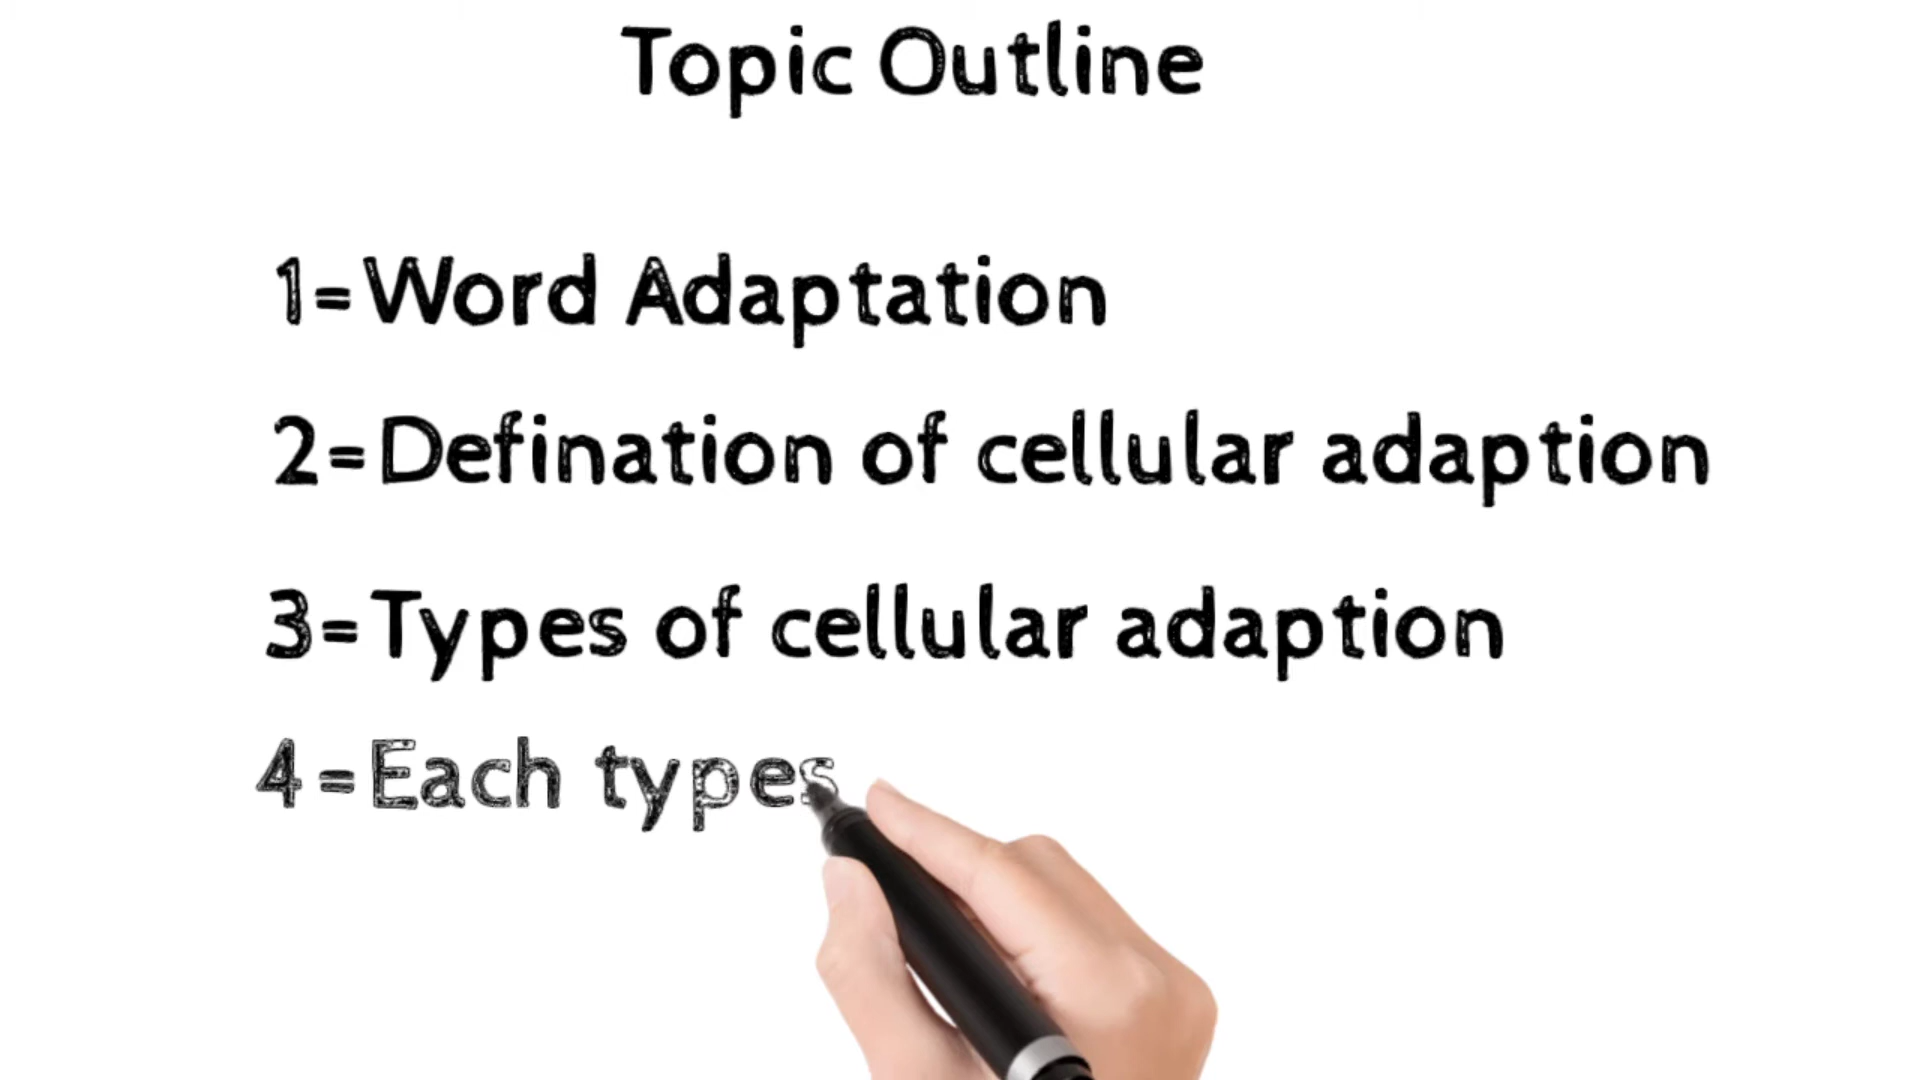 Topic Outline
1=Word Adaptation
2=Defination of cellular adaption
3=Types of cellular adaption
4=Each types